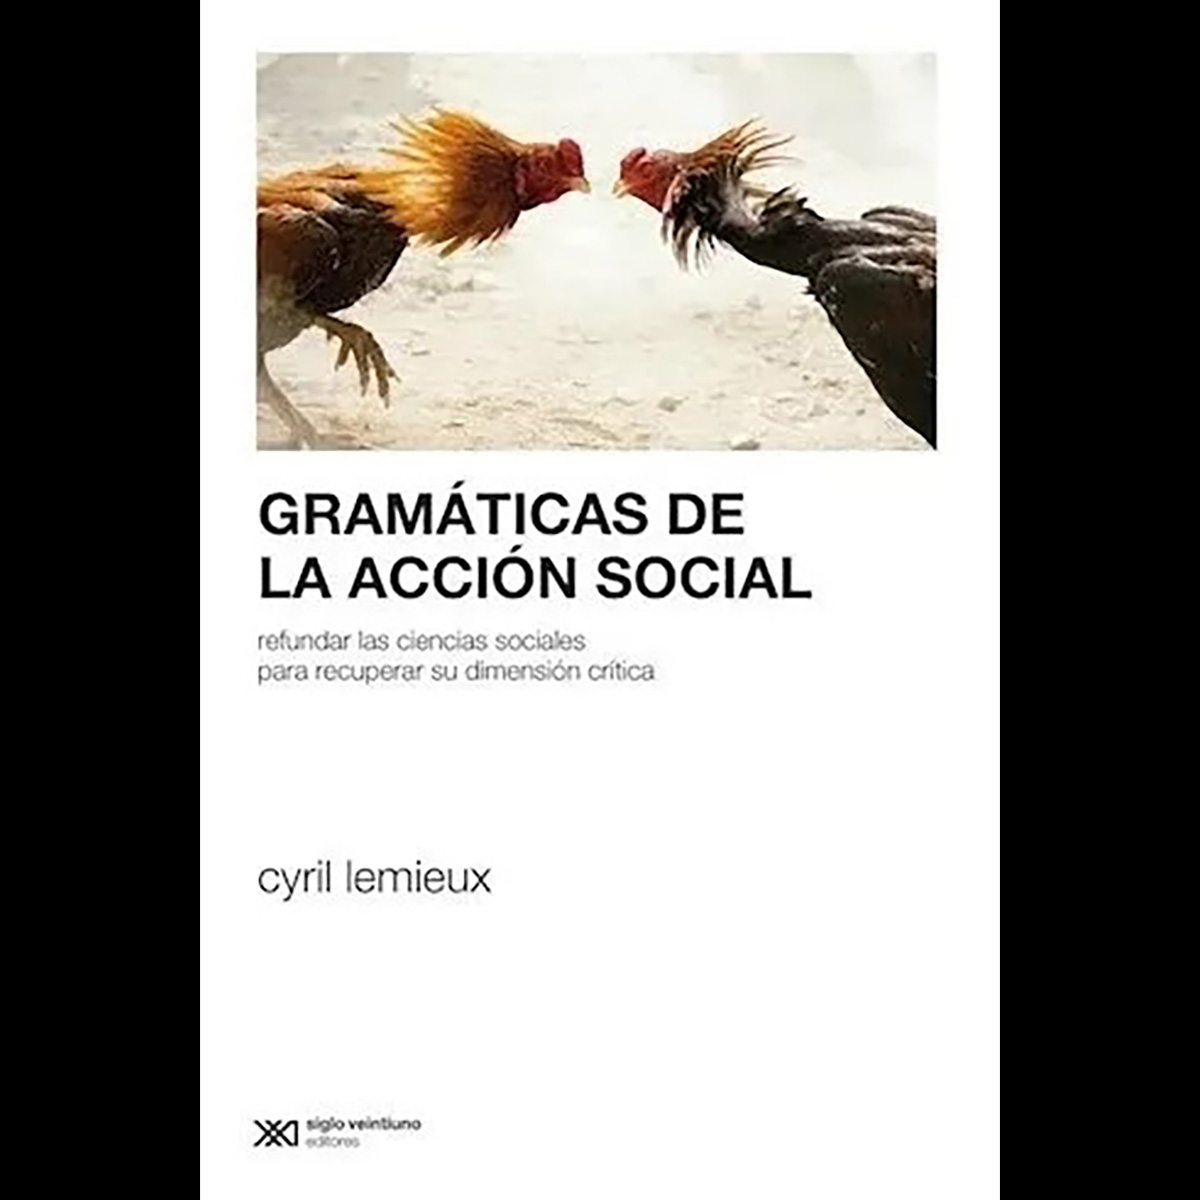 GRAMÁTICAS DE
LA ACCIÓN SOCIAL
refundar las ciencias sociales
para recuperar su dimensión crítica
cyril lemieux
siglo veintiuno
editores